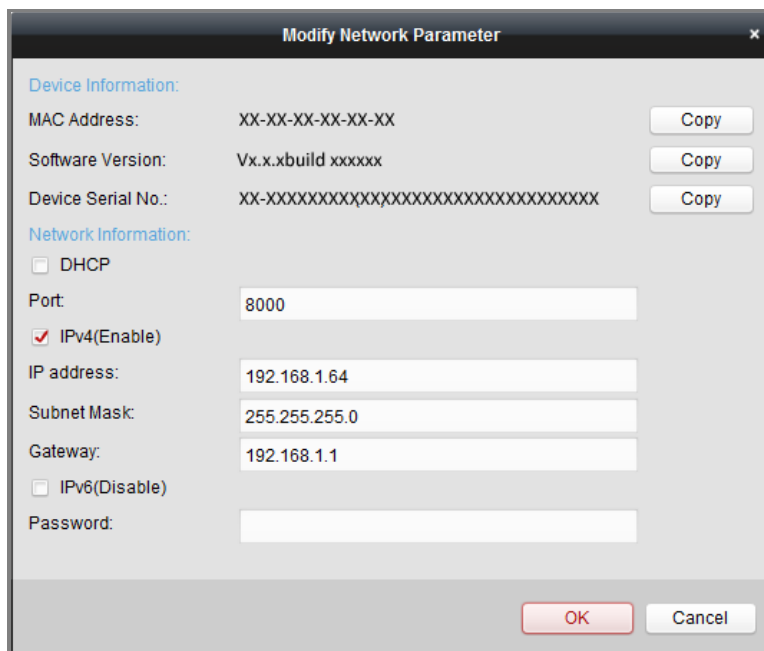 Modify Network Parameter ×
Device Information:
MAC Address: XX-XX-XX-XX-XX-XX Copy
Software Version: Vx.x.xbuild xxxxxx Copy
Device Serial No.: XX-XXXXXXXXXXXXXXXXXXXXXXXXXXXXXXX Copy
Network Information:
DHCP
Port: 8000
IPv4(Enable)
IP address: 192.168.1.64
Subnet Mask: 255.255.255.0
Gateway: 192.168.1.1
IPv6(Disable)
Password:
OK Cancel